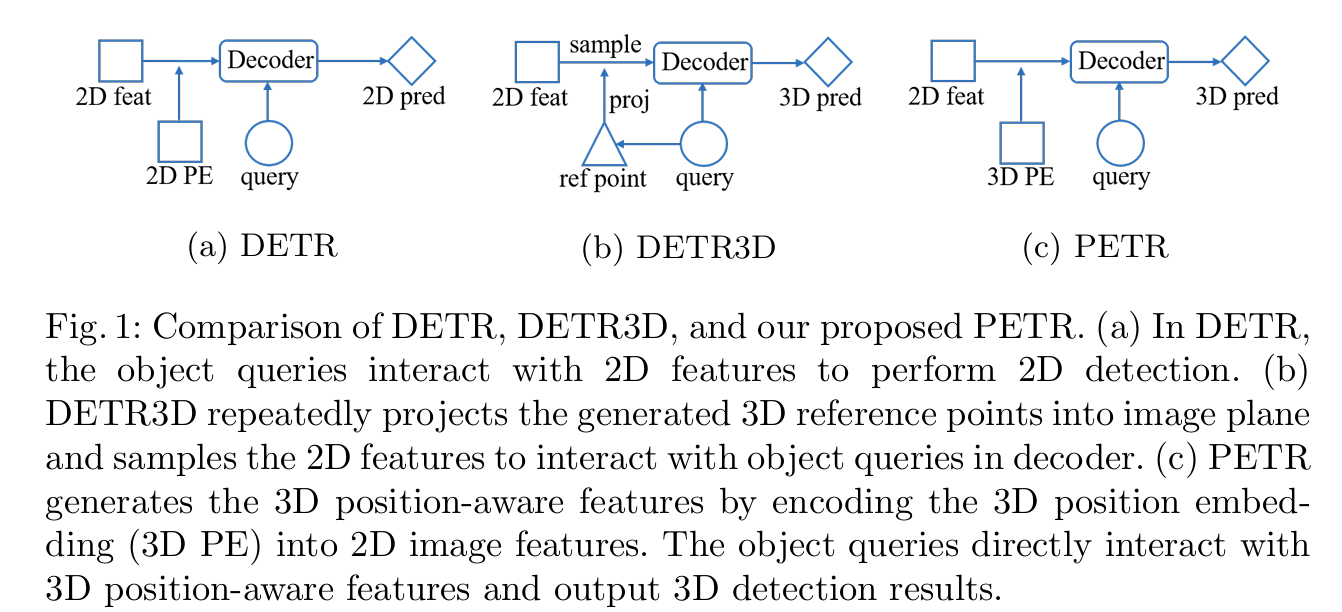 2D feat
2D PE
Decoder
query
2D pred
(a) DETR
2D feat
sample
proj
ref point
Decoder
query
3D pred
(b) DETR3D
2D feat
3D PE
Decoder
query
3D pred
(c) PETR
Fig. 1: Comparison of DETR, DETR3D, and our proposed PETR. (a) In DETR,
the object queries interact with 2D features to perform 2D detection. (b)
DETR3D repeatedly projects the generated 3D reference points into image plane
and samples the 2D features to interact with object queries in decoder. (c) PETR
generates the 3D position-aware features by encoding the 3D position embed-
ding (3D PE) into 2D image features. The object queries directly interact with
3D position-aware features and output 3D detection results.